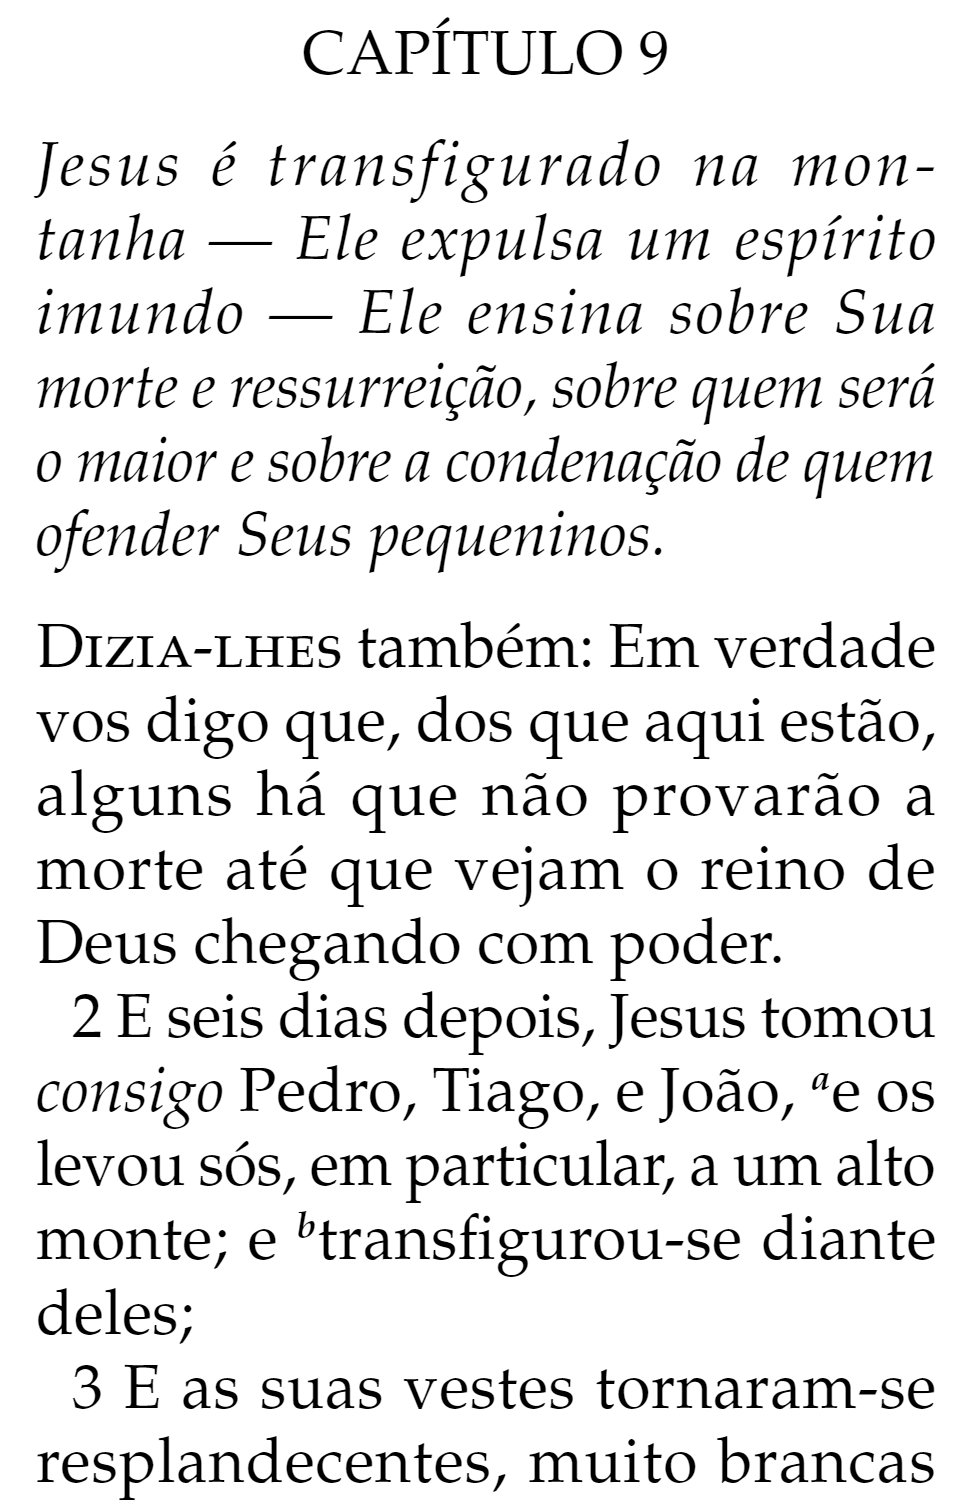 CAPÍTULO 9
Jesus é transfigurado na mon-
tanha — Ele expulsa um espírito
imundo — Ele ensina sobre Sua
morte e ressurreição, sobre quem será
o maior e sobre a condenação de quem
ofender Seus pequeninos.
Dizia-lhes também: Em verdade
vos digo que, dos que aqui estão,
alguns há que não provarão a
morte até que vejam o reino de
Deus chegando com poder.
2 E seis dias depois, Jesus tomou
consigo Pedro, Tiago, e João, ᵃe os
levou sós, em particular, a um alto
monte; e ᵇtransfigurou-se diante
deles;
3 E as suas vestes tornaram-se
resplandecentes, muito brancas